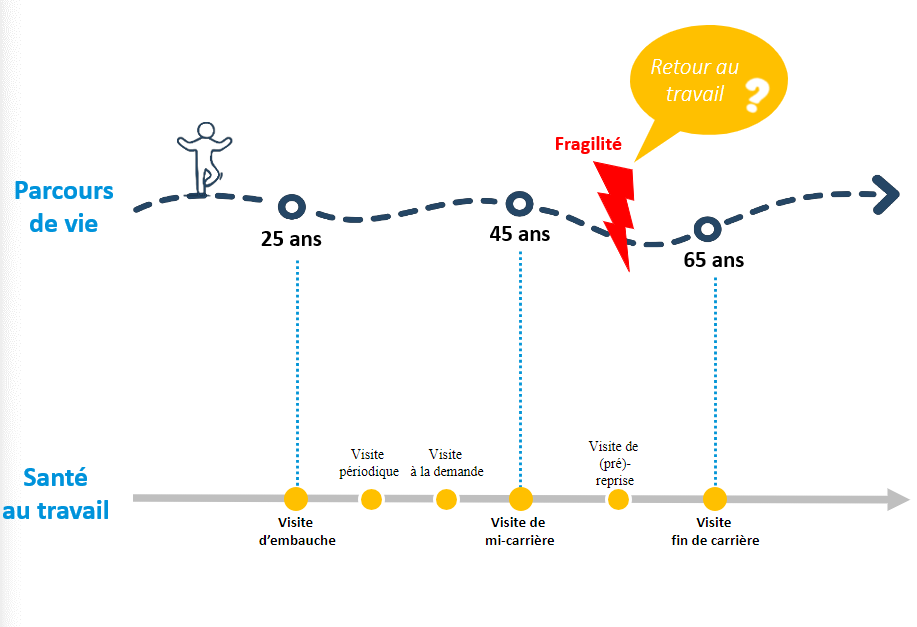 Retour au
travail ?
Fragilité
Parcours
de vie
25 ans
45 ans
65 ans
Visite
périodique
Visite
à la demande
Visite de
(pré)-
reprise
Santé
au travail
Visite
d’embauche
Visite de
mi-carrière
Visite
fin de carrière